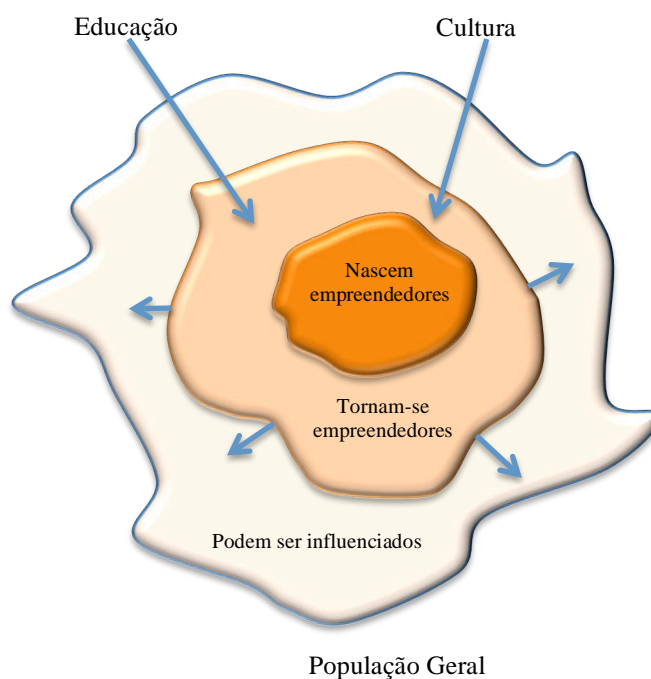 Educação
Cultura
Nascem
empreendedores
Tornam-se
empreendedores
Podem ser influenciados
População Geral